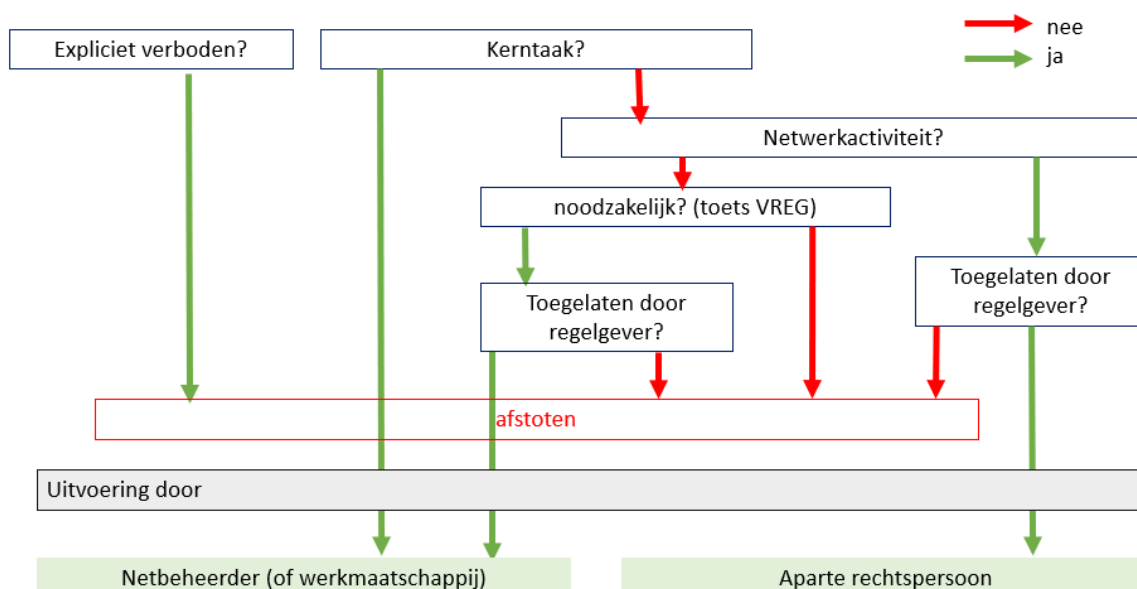 nee
ja
Expliciet verboden?
Kerntaak?
Netwerkactiviteit?
noodzakelijk? (toets VREG)
Toegelaten door
regelgever?
Toegelaten door
regelgever?
afstoten
Uitvoering door
Netbeheerder (of werkmaatschappij)
Aparte rechtspersoon